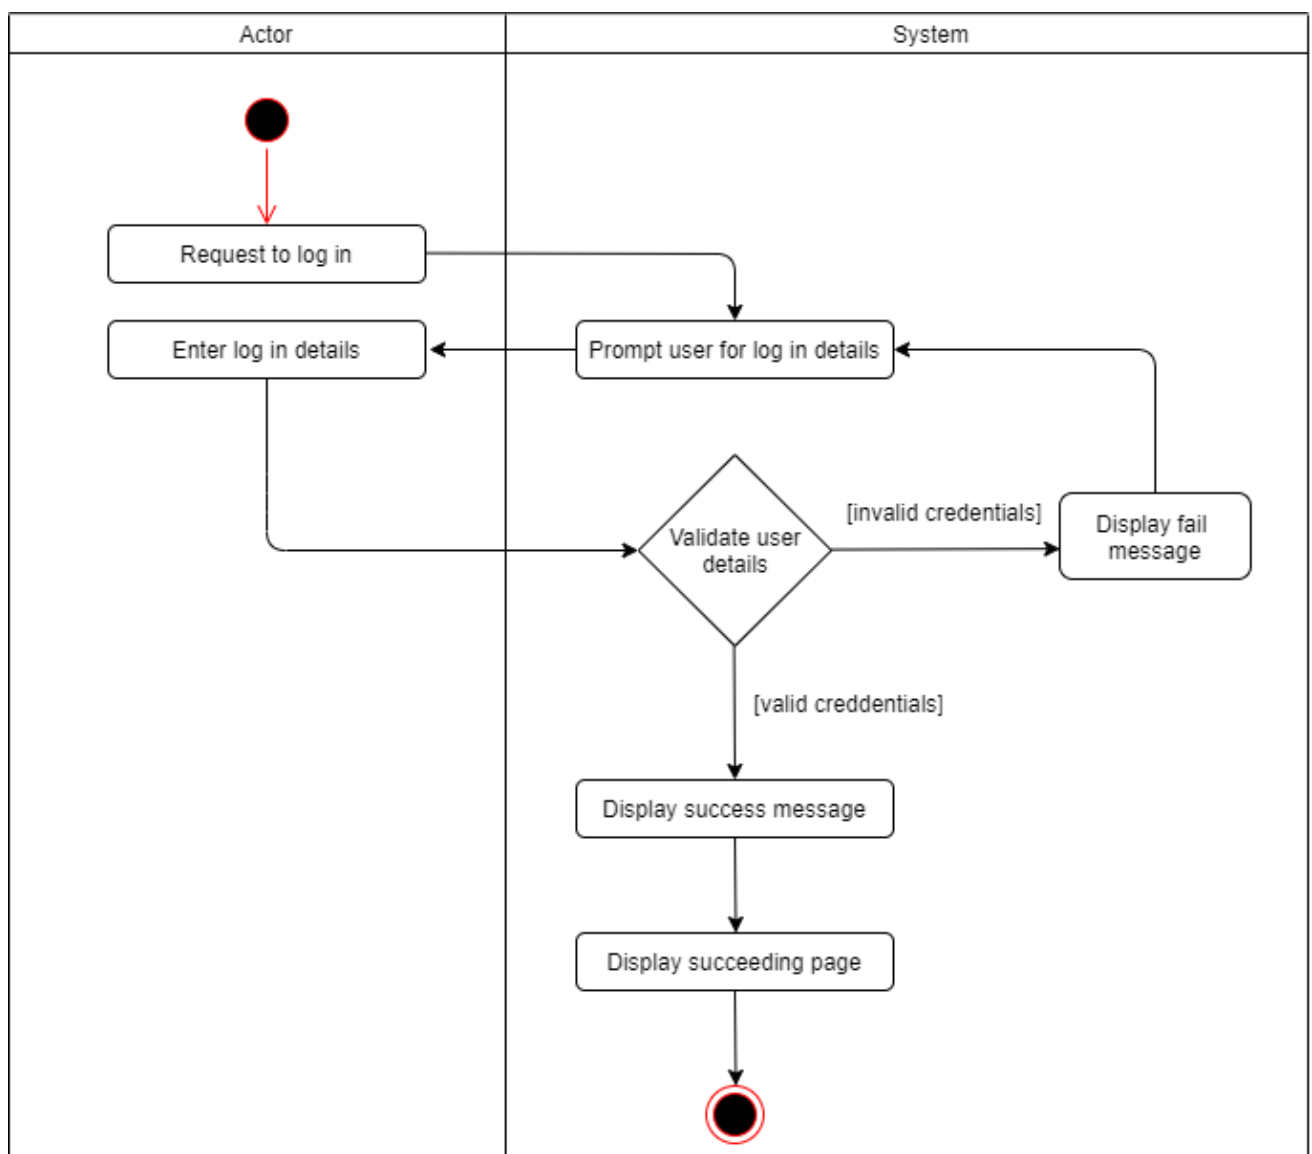 Actor
System
Request to log in
Enter log in details
Prompt user for log in details
Validate user
details
[invalid credentials]
Display fail
message
[valid creddentials]
Display success message
Display succeeding page